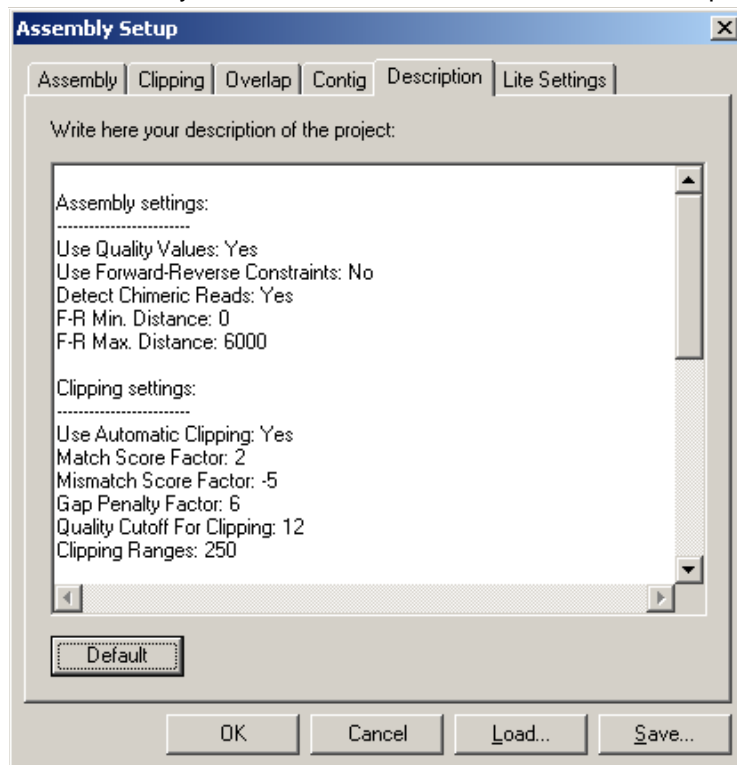 Assembly Setup
Assembly Clipping Overlap Contig Description Lite Settings
Write here your description of the project:
Assembly settings:
-------------------------
Use Quality Values: Yes
Use Forward-Reverse Constraints: No
Detect Chimeric Reads: Yes
F-R Min. Distance: 0
F-R Max. Distance: 6000
Clipping settings:
-------------------------
Use Automatic Clipping: Yes
Match Score Factor: 2
Mismatch Score Factor: -5
Gap Penalty Factor: 6
Quality Cutoff For Clipping: 12
Clipping Ranges: 250
Default
OK Cancel Load... Save...